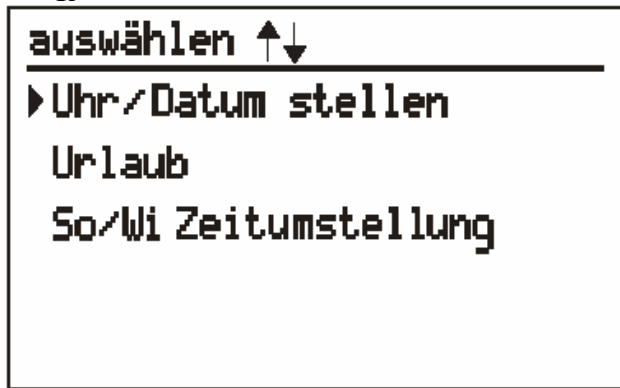 auswählen ↑↓
▶Uhr/Datum stellen
Urlaub
So/Wi Zeitumstellung